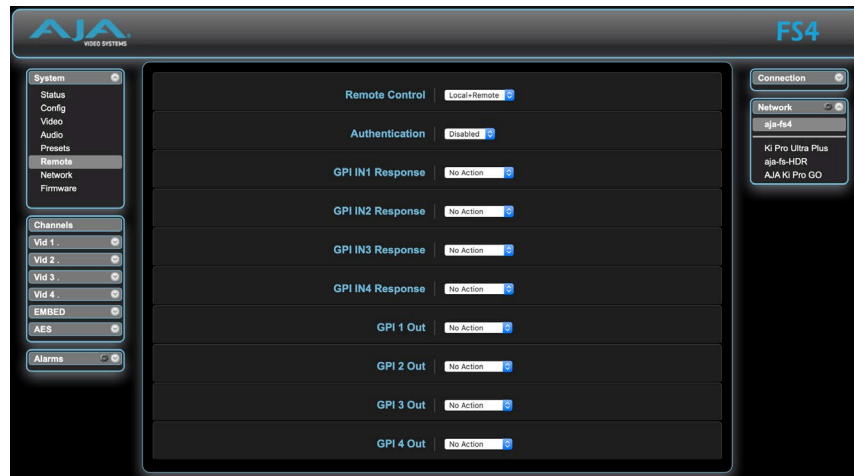 AJA
VIDEO SYSTEMS
FS4
System
Status
Config
Video
Audio
Presets
Remote
Network
Firmware
Channels
Vid 1 .
Vid 2 .
Vid 3 .
Vid 4 .
EMBED
AES
Alarms
Remote Control Local+Remote
Authentication Disabled
GPI IN1 Response No Action
GPI IN2 Response No Action
GPI IN3 Response No Action
GPI IN4 Response No Action
GPI 1 Out No Action
GPI 2 Out No Action
GPI 3 Out No Action
GPI 4 Out No Action
Connection
Network
aja-fs4
Ki Pro Ultra Plus
aja-fs-HDR
AJA Ki Pro GO